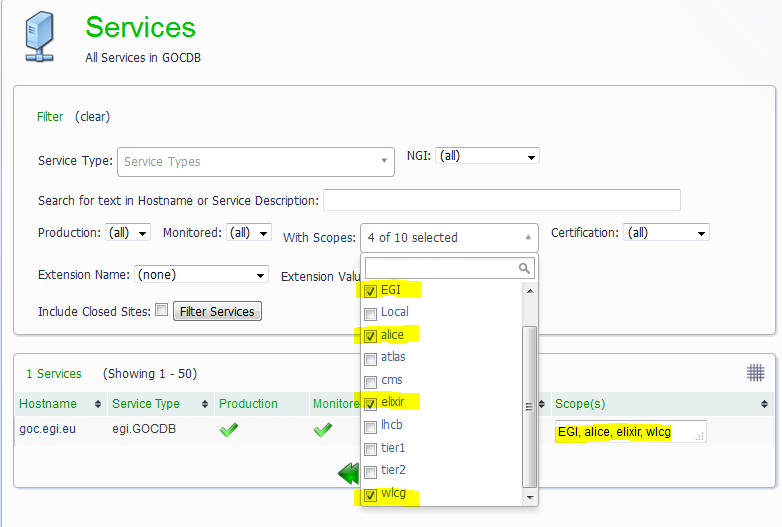 Services
All Services in GOCDB
Filter (clear)
Service Type: Service Types NGI: (all)
Search for text in Hostname or Service Description:
Production: (all) Monitored: (all) With Scopes: 4 of 10 selected Certification: (all)
Extension Name: (none) Extension Valu
EGI
Include Closed Sites: Filter Services
Local
alice
atlas
cms
elixir
lhcb
tier1
tier2
wlcg
1 Services (Showing 1 - 50)
Hostname Service Type Production Monitore Scope(s)
goc.egi.eu egi.GOCDB EGI, alice, elixir, wlcg